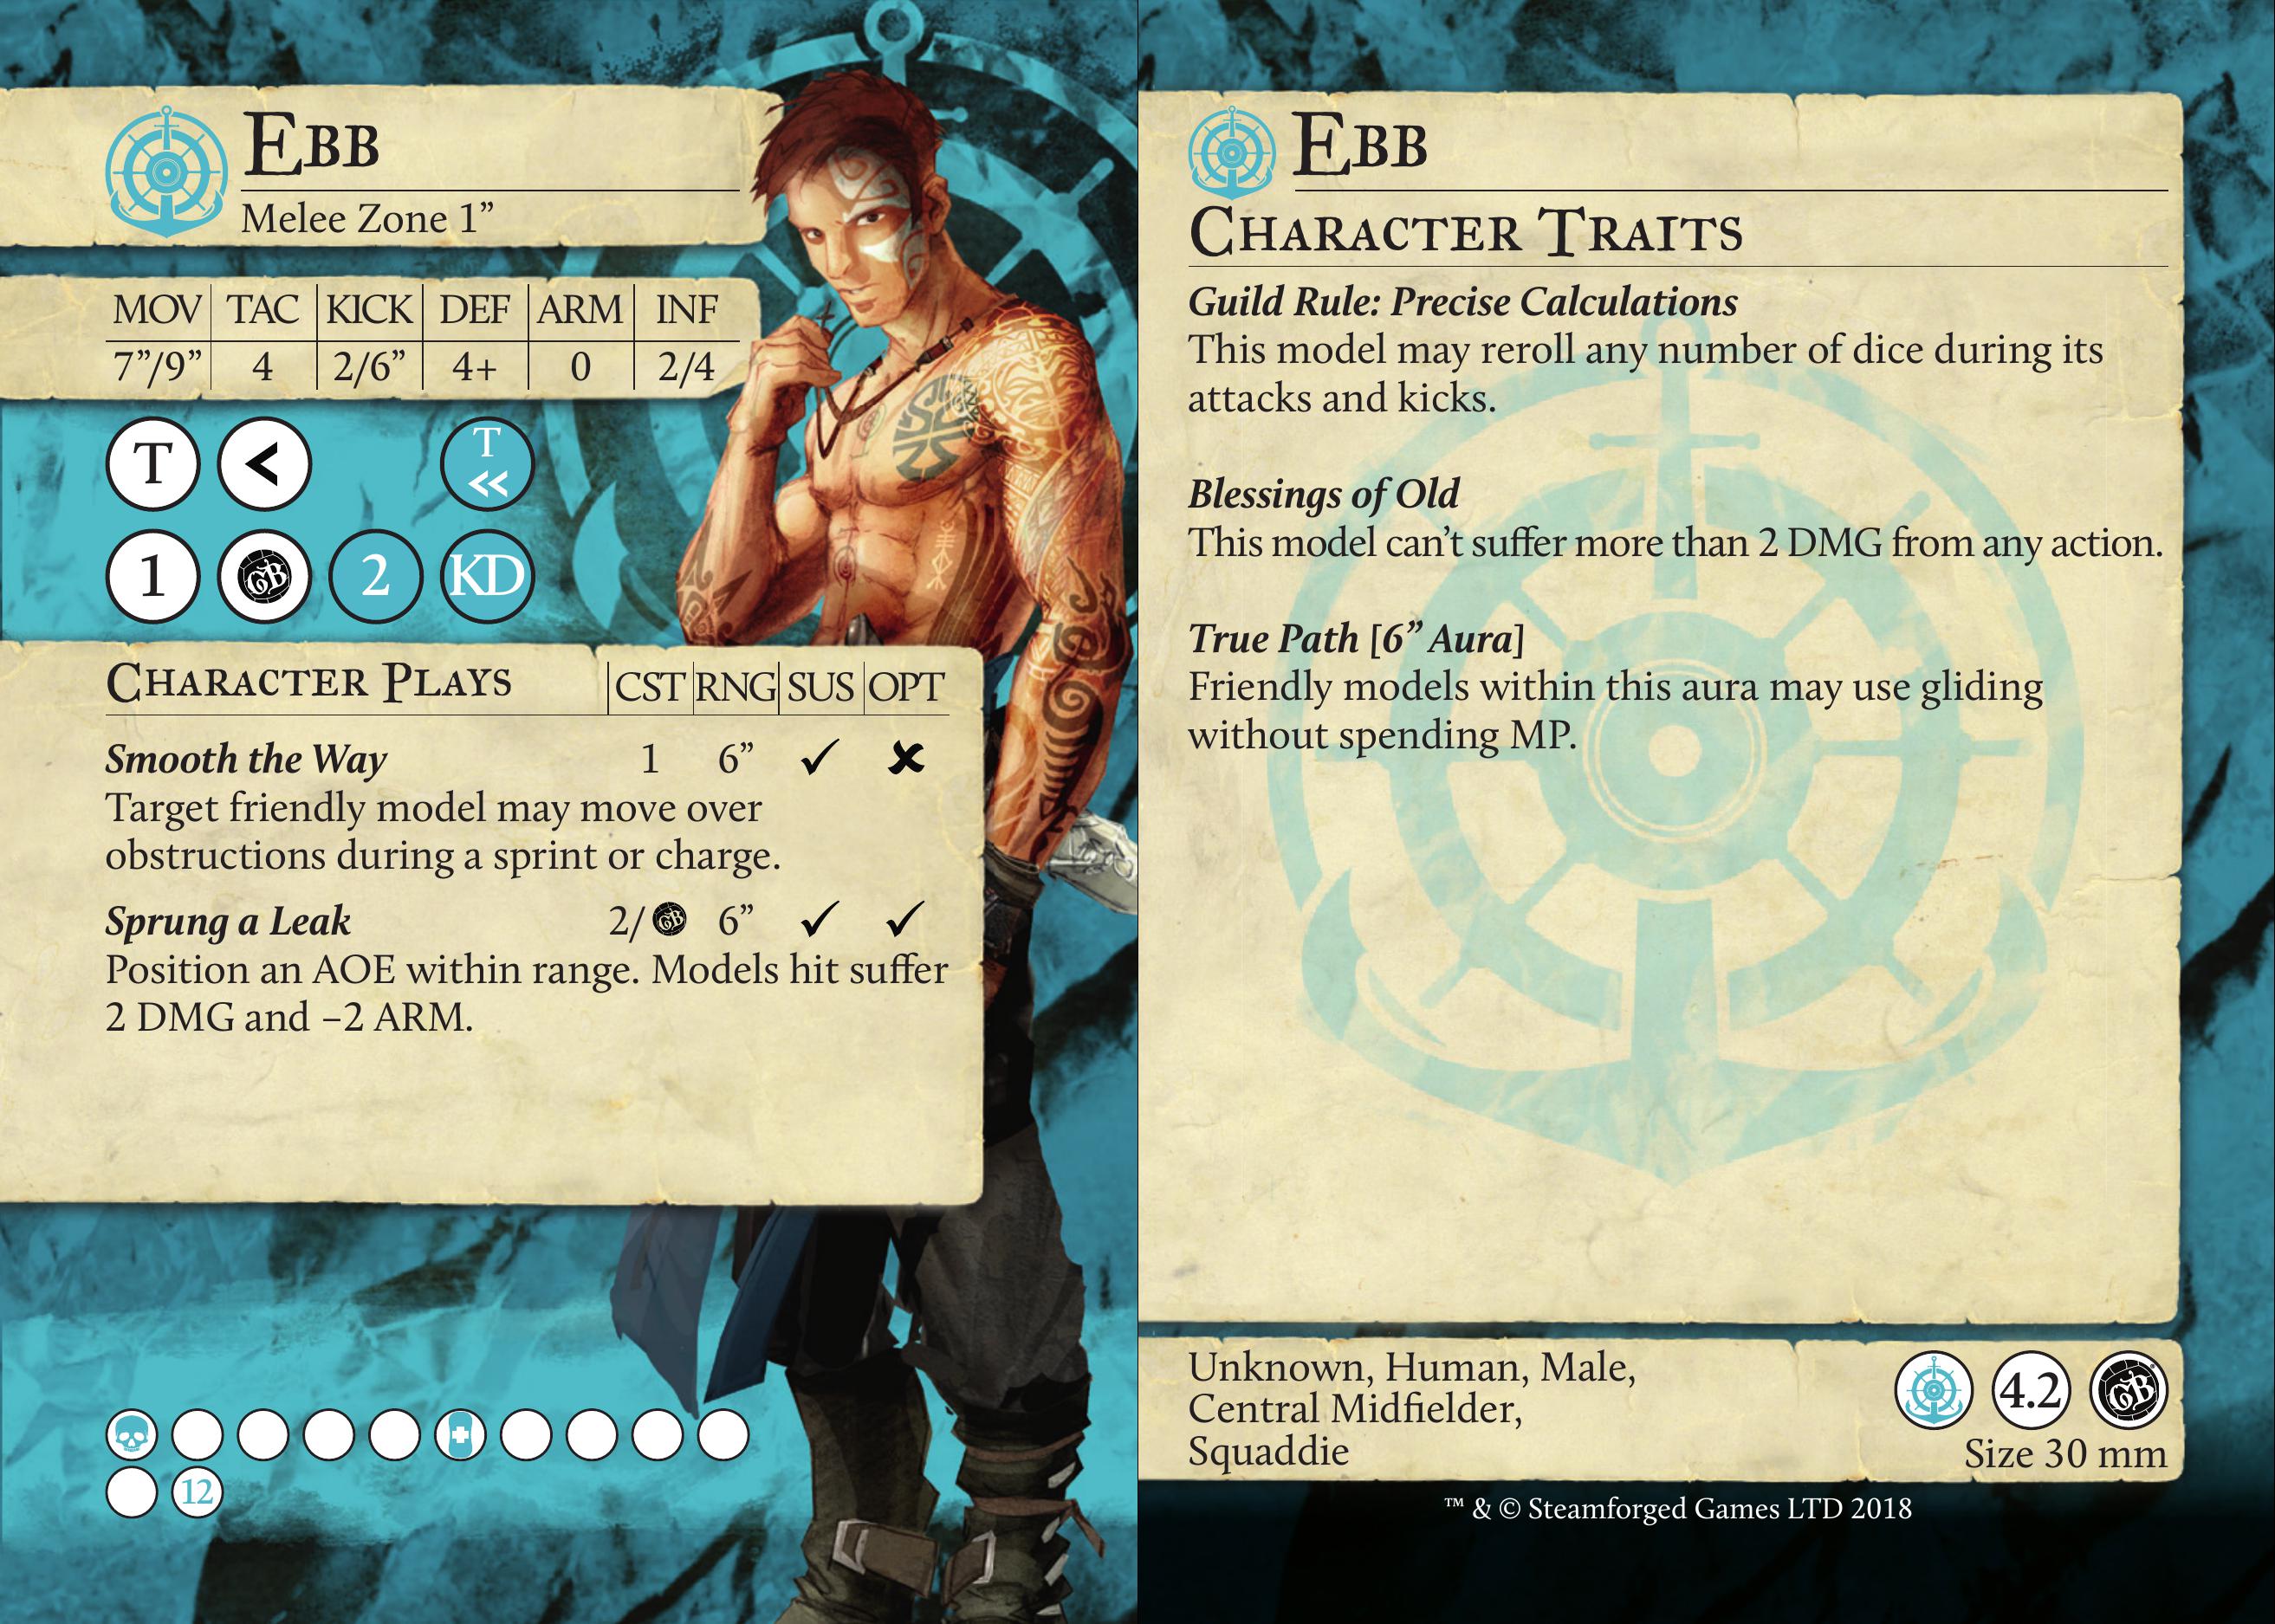 Ebb
Melee Zone 1”
MOV TAC KICK DEF ARM INF
7”/9” 4 2/6” 4+ 0 2/4
T < T <<
1 GB 2 KD
Character Plays CST RNG SUS OPT
Smooth the Way 1 6” ✓ ✘
Target friendly model may move over
obstructions during a sprint or charge.
Sprung a Leak 2/GB 6” ✓ ✓
Position an AOE within range. Models hit suffer
2 DMG and –2 ARM.
12
Ebb
Character Traits
Guild Rule: Precise Calculations
This model may reroll any number of dice during its
attacks and kicks.
Blessings of Old
This model can’t suffer more than 2 DMG from any action.
True Path [6” Aura]
Friendly models within this aura may use gliding
without spending MP.
Unknown, Human, Male,
Central Midfielder,
Squaddie
4.2 GB
Size 30 mm
™ & © Steamforged Games LTD 2018